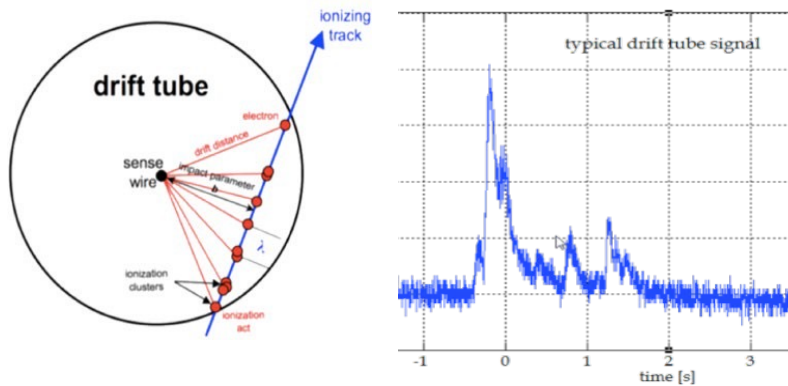 ionizing
track
drift tube
electron
drift distance
sense
wire
impact parameter
b
λ
ionization
clusters
ionization
act
typical drift tube signal
-1 0 1 2 3
time [s]